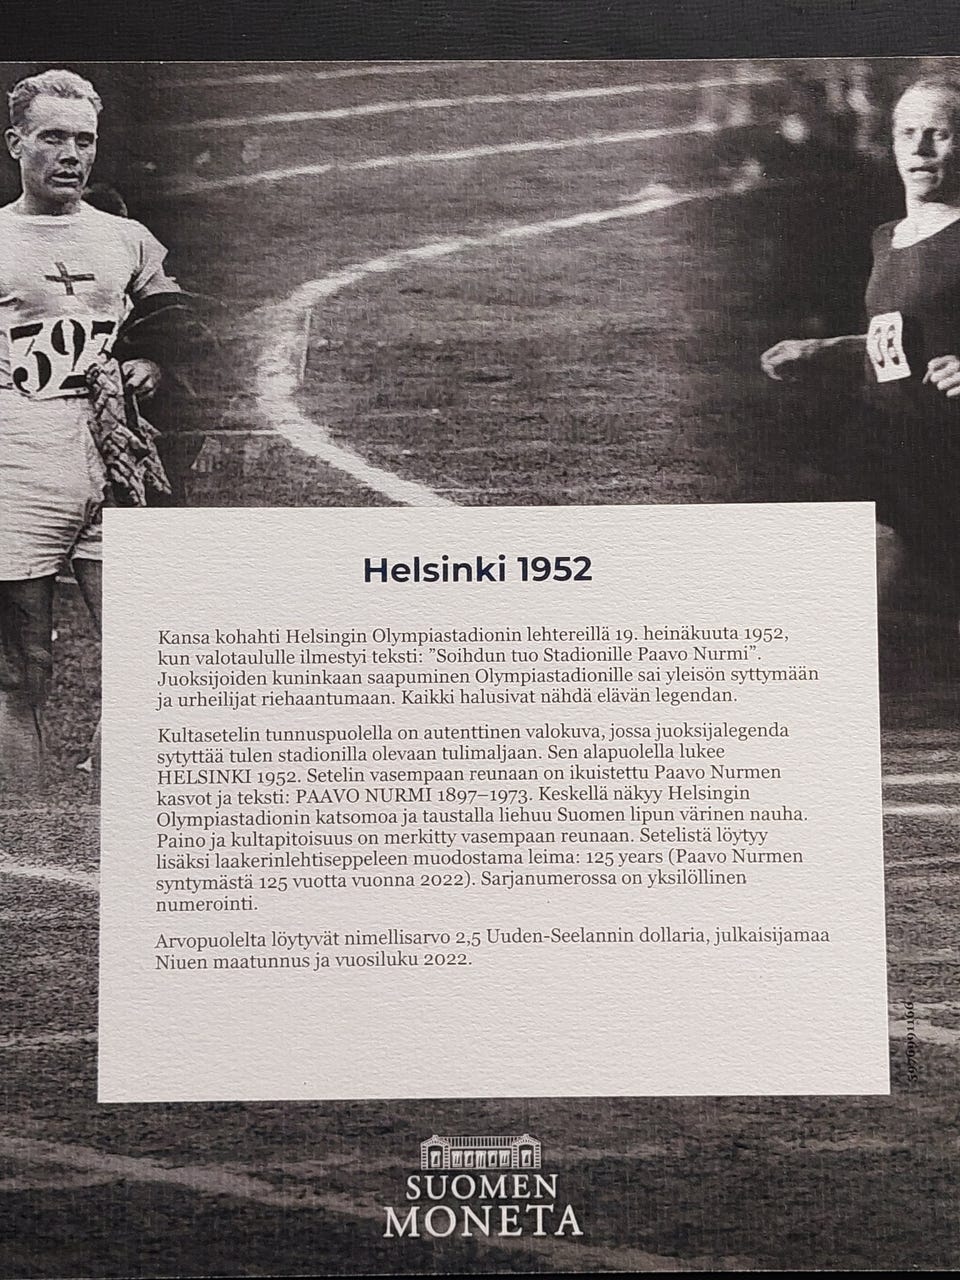 392
Helsinki 1952
Kansa kohahti Helsingin Olympiastadionin lehtereillä 19. heinäkuuta 1952,
kun valotaululle ilmestyi teksti: ”Soihdun tuo Stadionille Paavo Nurmi”.
Juoksijoiden kuninkaan saapuminen Olympiastadionille sai yleisön syttymään
ja urheilijat riehaantumaan. Kaikki halusivat nähdä elävän legendan.
Kultasetelin tunnuspuolella on autenttinen valokuva, jossa juoksijalegenda
sytyttää tulen stadionilla olevaan tulimaljaan. Sen alapuolella lukee
HELSINKI 1952. Setelin vasempaan reunaan on ikuistettu Paavo Nurmen
kasvot ja teksti: PAAVO NURMI 1897–1973. Keskellä näkyy Helsingin
Olympiastadionin katsomoa ja taustalla liehuu Suomen lipun värinen nauha.
Paino ja kultapitoisuus on merkitty vasempaan reunaan. Setelistä löytyy
lisäksi laakerinlehtiseppeleen muodostama leima: 125 years (Paavo Nurmen
syntymästä 125 vuotta vuonna 2022). Sarjanumerossa on yksilöllinen
numerointi.
Arvopuolelta löytyvät nimellisarvo 2,5 Uuden-Seelannin dollaria, julkaisijamaa
Niuen maatunnus ja vuosiluku 2022.
SUOMEN
MONETA